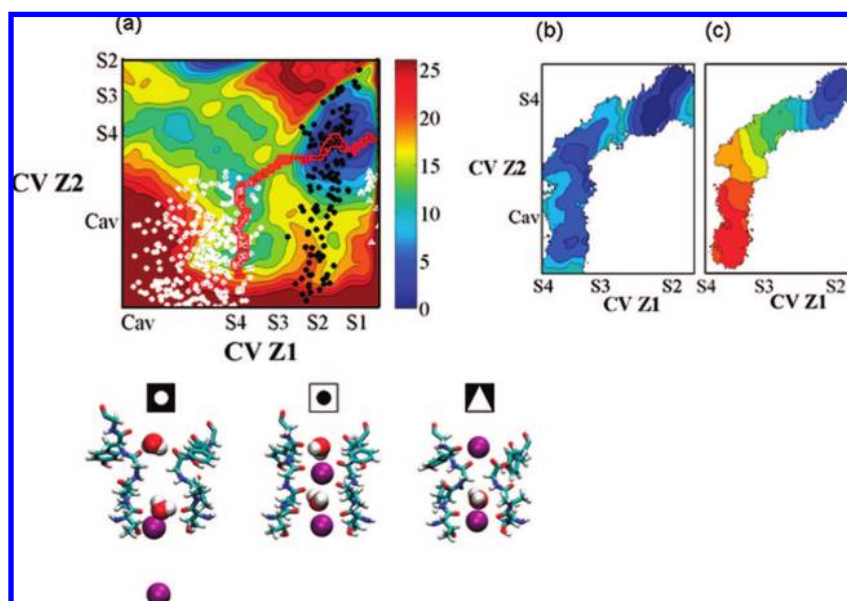 (a)
(b)
(c)
S2
S3
S4
CV Z2
Cav
Cav S4 S3 S2 S1
CV Z1
25
20
15
10
5
0
S4
CV Z2
Cav
S4 S3 S2
CV Z1
S4 S3 S2
CV Z1